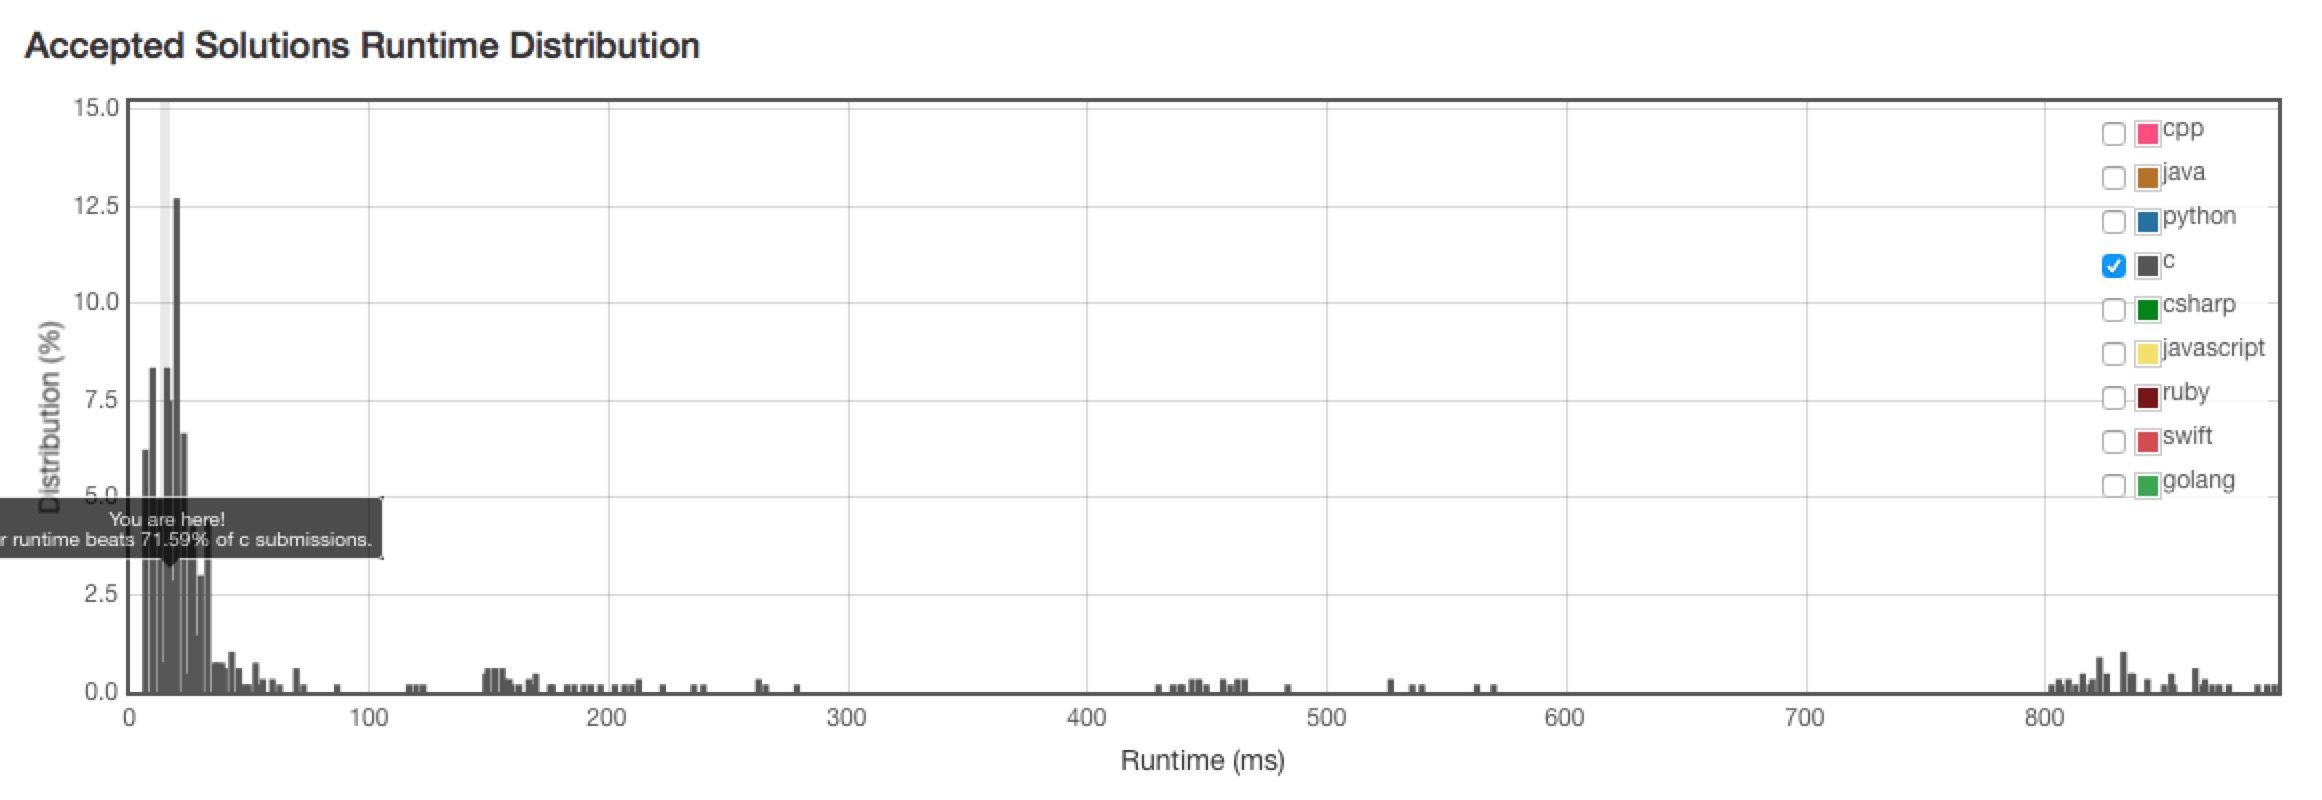 Accepted Solutions Runtime Distribution
15.0
12.5
10.0
7.5
5.0
2.5
0.0
Distribution (%)
You are here!
r runtime beats 71.59% of c submissions.
cpp
java
python
c
csharp
javascript
ruby
swift
golang
0 100 200 300 400 500 600 700 800
Runtime (ms)